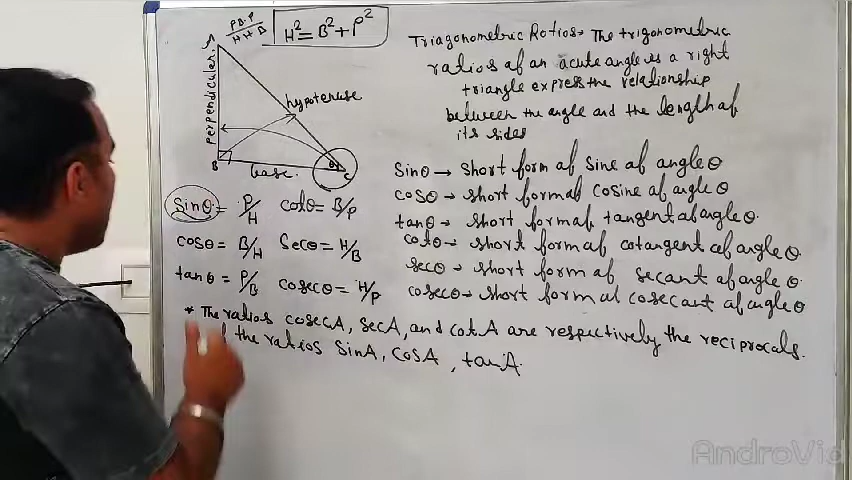 PB.P
HHB
H²=B²+P²
A
Perpendicular
hypotenuse
B
base.
θ
C
Sinθ = P/H
cotθ = B/P
cosθ = B/H
Secθ = H/B
tanθ = P/B
cosecθ = H/P
Triagonometric Ratios → The trigonometric
ratios of an acute angle is a right
triangle express the relationship
between the angle and the length of
its sides
Sinθ → short form of Sine of angle θ
cosθ → short form of Cosine of angle θ
tanθ → short form of tangent of angle θ.
cotθ → short form of cotangent of angle θ.
secθ → short form of secant of angle θ
cosecθ → short form of cosecant of angle θ
* The ratios cosecA, secA, and cotA are respectively the reciprocals.
the ratios SinA, CosA, tanA.
AndroVid